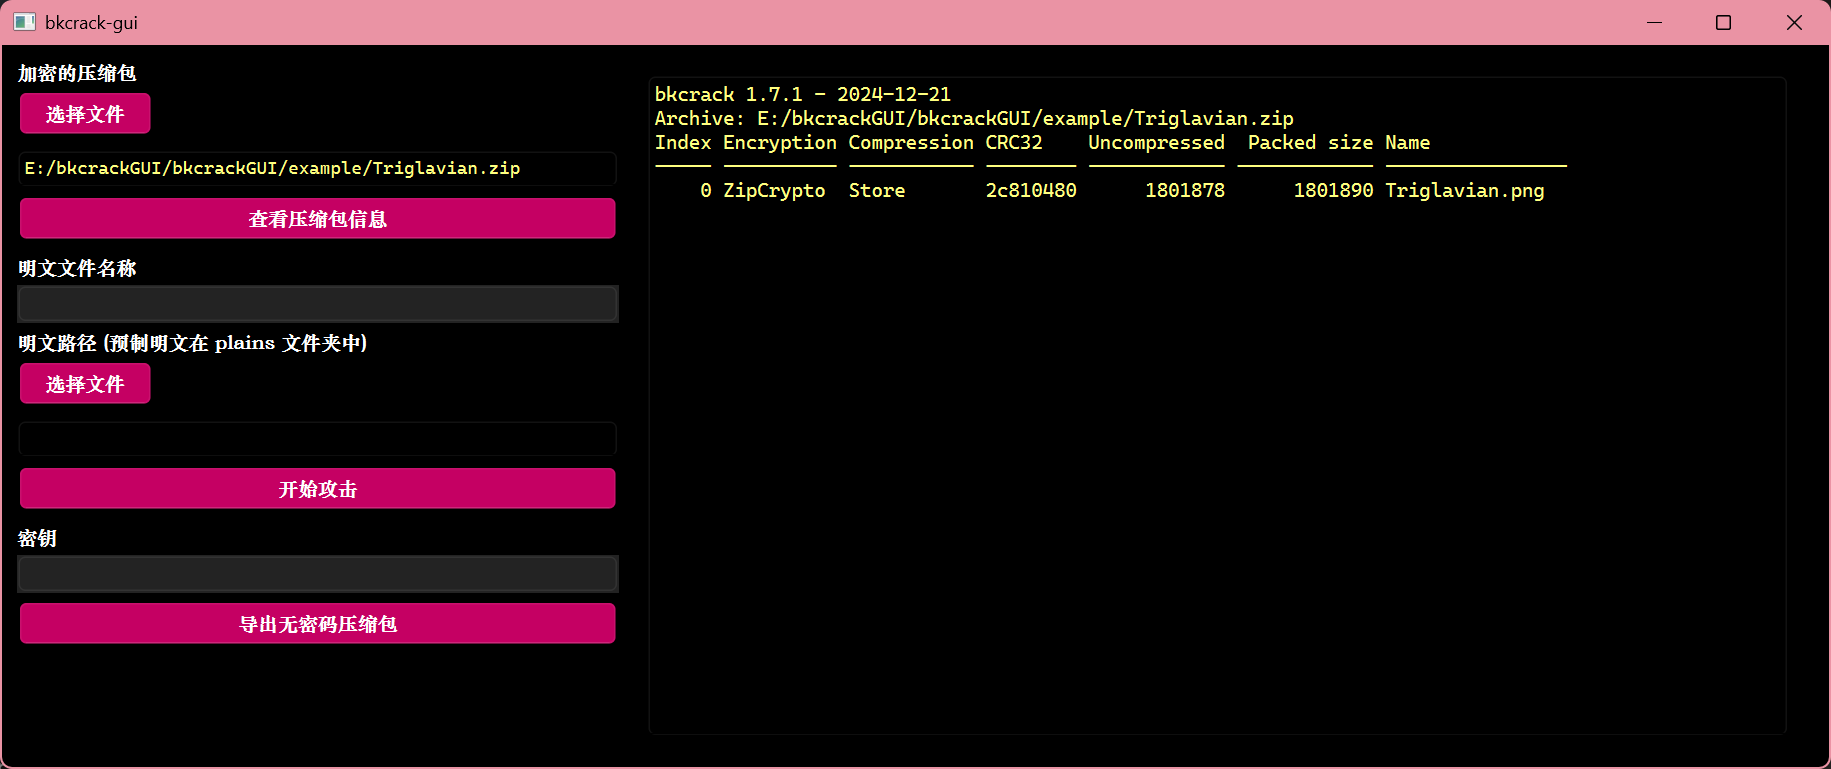 bkcrack-gui
加密的压缩包
选择文件
E:/bkcrackGUI/bkcrackGUI/example/Triglavian.zip
查看压缩包信息
明文文件名称
明文路径 (预制明文在 plains 文件夹中)
选择文件
开始攻击
密钥
导出无密码压缩包
bkcrack 1.7.1 - 2024-12-21
Archive: E:/bkcrackGUI/bkcrackGUI/example/Triglavian.zip
Index Encryption Compression CRC32    Uncompressed  Packed size Name
----- ---------- ----------- -------- ------------ ------------ ----------------
    0 ZipCrypto  Store       2c810480      1801878      1801890 Triglavian.png